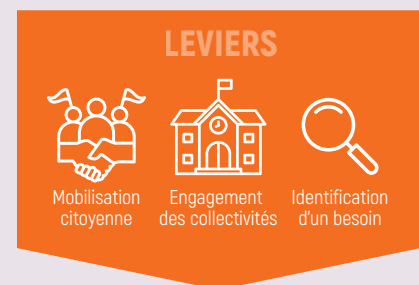 LEVIERS
Mobilisation
citoyenne
Engagement
des collectivités
Identification
d'un besoin